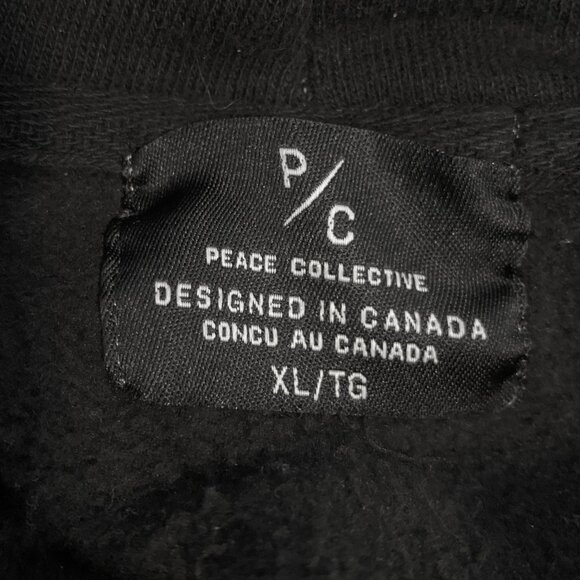 P/C
PEACE COLLECTIVE
DESIGNED IN CANADA
CONCU AU CANADA
XL/TG